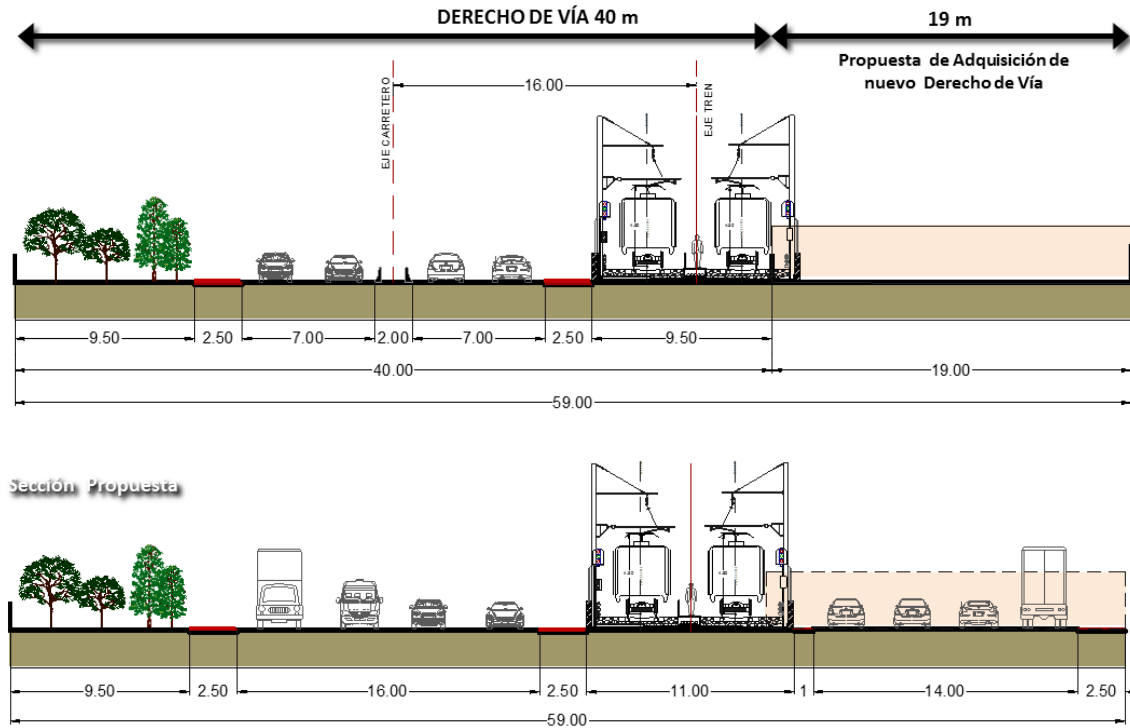 DERECHO DE VÍA 40 m
19 m
Propuesta de Adquisición de
nuevo Derecho de Vía
16.00
EJE CARRETERO
EJE TREN
9.50
2.50
7.00
2.00
7.00
2.50
9.50
40.00
19.00
59.00
Sección Propuesta
9.50
2.50
16.00
2.50
11.00
1
14.00
2.50
59.00